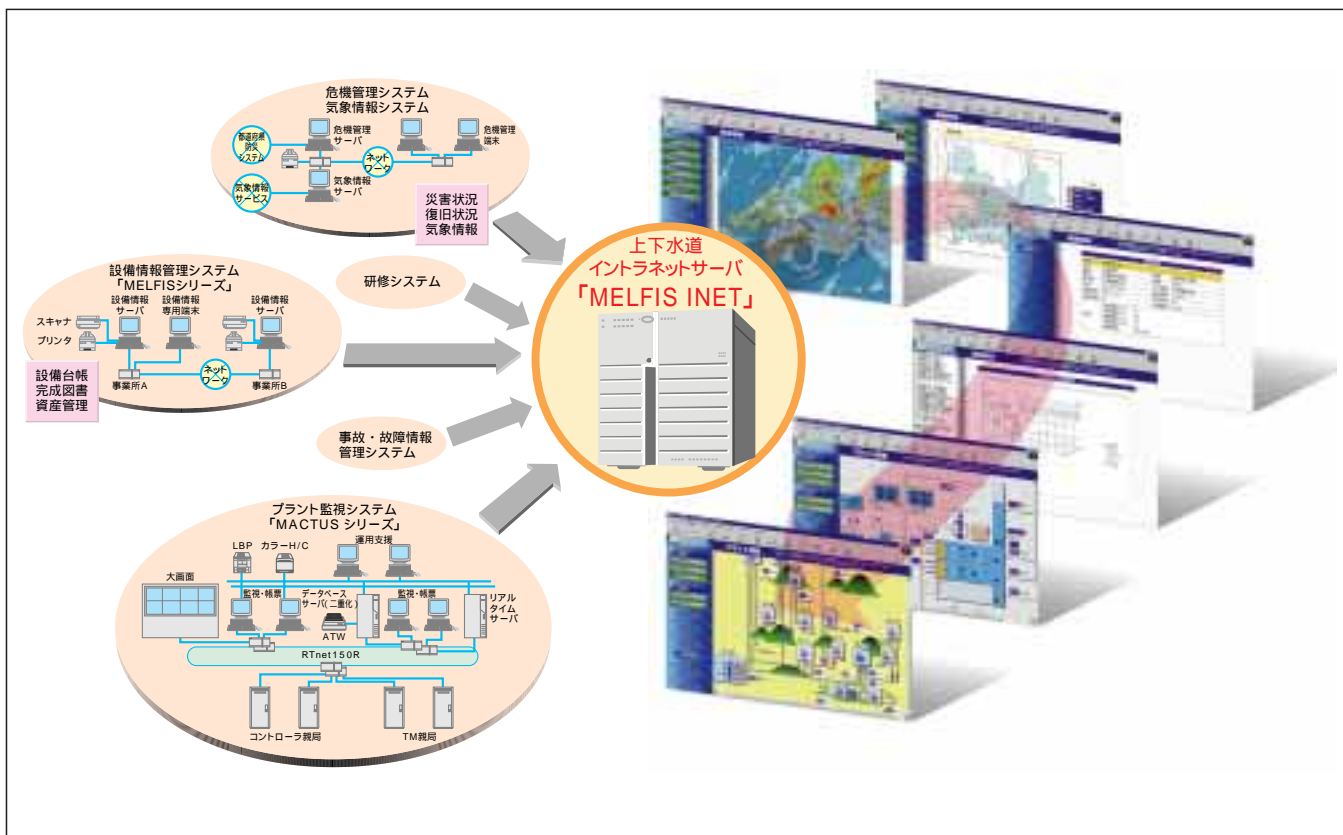 危機管理システム
気象情報システム
都道府県
防災
システム
危機管理
サーバ
危機管理
端末
ネット
ワーク
気象情報
サービス
気象情報
サーバ
災害状況
復旧状況
気象情報
上下水道
イントラネットサーバ
「MELFIS INET」
設備情報管理システム
「MELFISシリーズ」
設備情報
サーバ
設備情報
専用端末
設備情報
サーバ
スキャナ
プリンタ
ネット
ワーク
事業所A
事業所B
設備台帳
完成図書
資産管理
研修システム
事故・故障情報
管理システム
プラント監視システム
「MACTUS シリーズ」
LBP
カラーH/C
運用支援
大画面
監視・帳票
データベース
サーバ(二重化)
監視・帳票
リアル
タイム
サーバ
ATW
RTnet150R
コントローラ親局
TM親局